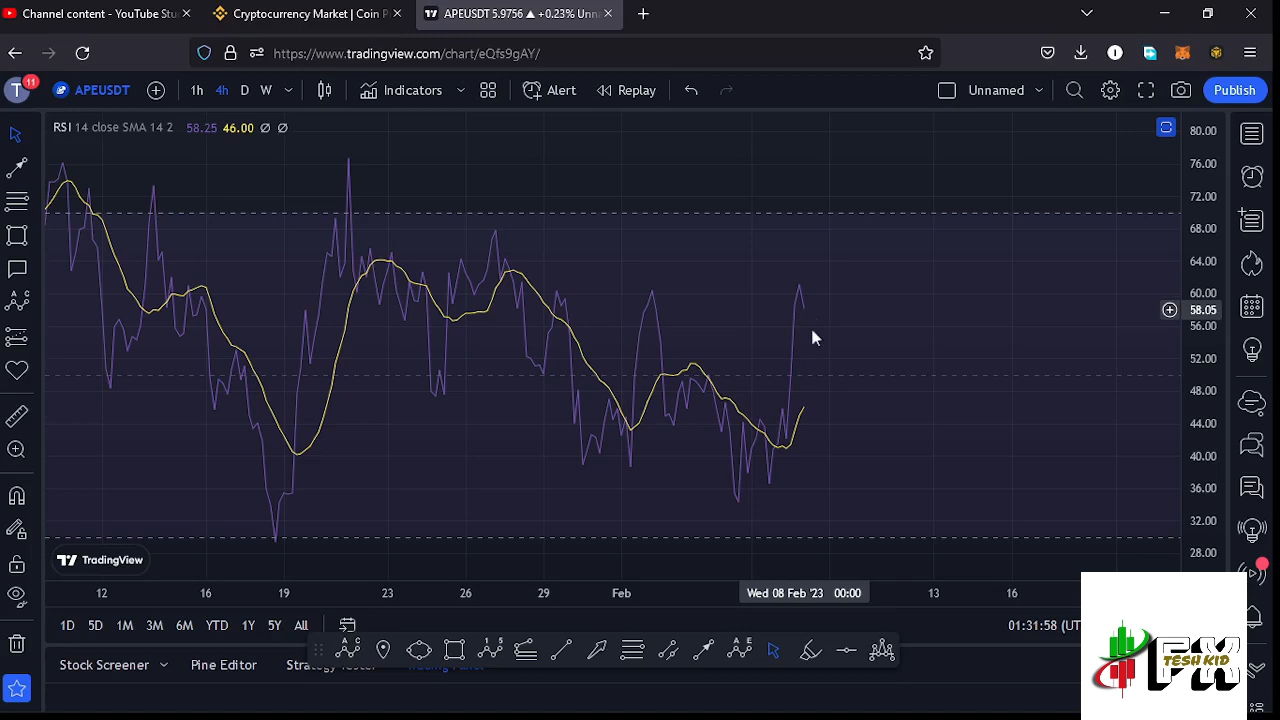 Channel content - YouTube Stu
Cryptocurrency Market | Coin P
APEUSDT 5.9756 ▲ +0.23% Unna
https://www.tradingview.com/chart/eQfs9gAY/
T
11
APEUSDT
1h
4h
D
W
Indicators
Alert
Replay
Unnamed
Publish
RSI 14 close SMA 14 2 58.25 46.00 Ø Ø
80.00
76.00
72.00
68.00
64.00
60.00
58.05
56.00
52.00
48.00
44.00
40.00
36.00
32.00
28.00
TradingView
12
16
19
23
26
29
Feb
Wed 08 Feb '23 00:00
13
16
1D
5D
1M
3M
6M
YTD
1Y
5Y
All
01:31:58 (UT
Stock Screener
Pine Editor
FX
TESH KID